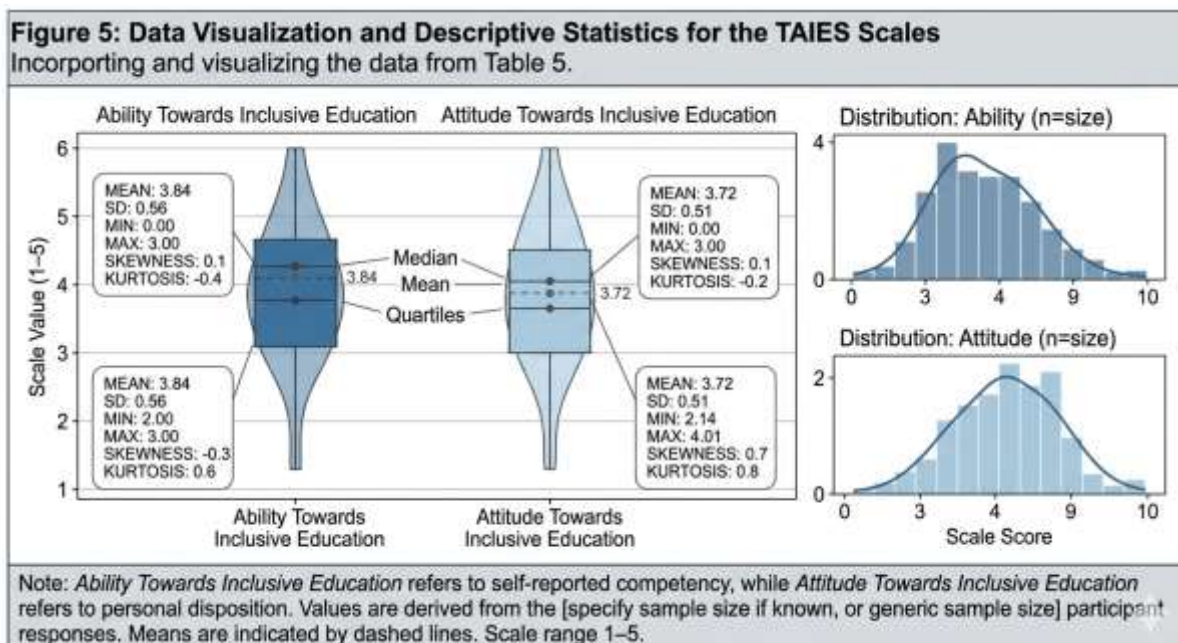 Figure 5: Data Visualization and Descriptive Statistics for the TAIES Scales
Incorporting and visualizing the data from Table 5.
Ability Towards Inclusive Education
Attitude Towards Inclusive Education
Scale Value (1–5)
6
5
4
3
2
1
MEAN: 3.84
SD: 0.56
MIN: 0.00
MAX: 3.00
SKEWNESS: 0.1
KURTOSIS: -0.4
MEAN: 3.84
SD: 0.56
MIN: 2.00
MAX: 3.00
SKEWNESS: -0.3
KURTOSIS: 0.6
3.84
Median
Mean
Quartiles
3.72
MEAN: 3.72
SD: 0.51
MIN: 0.00
MAX: 3.00
SKEWNESS: 0.1
KURTOSIS: -0.2
MEAN: 3.72
SD: 0.51
MIN: 2.14
MAX: 4.01
SKEWNESS: 0.7
KURTOSIS: 0.8
Ability Towards
Inclusive Education
Attitude Towards
Inclusive Education
Distribution: Ability (n=size)
4
0
0 3 4 9 10
Distribution: Attitude (n=size)
2
0
0 3 4 9 10
Scale Score
Note: Ability Towards Inclusive Education refers to self-reported competency, while Attitude Towards Inclusive Education
refers to personal disposition. Values are derived from the [specify sample size if known, or generic sample size] participant
responses. Means are indicated by dashed lines. Scale range 1–5.